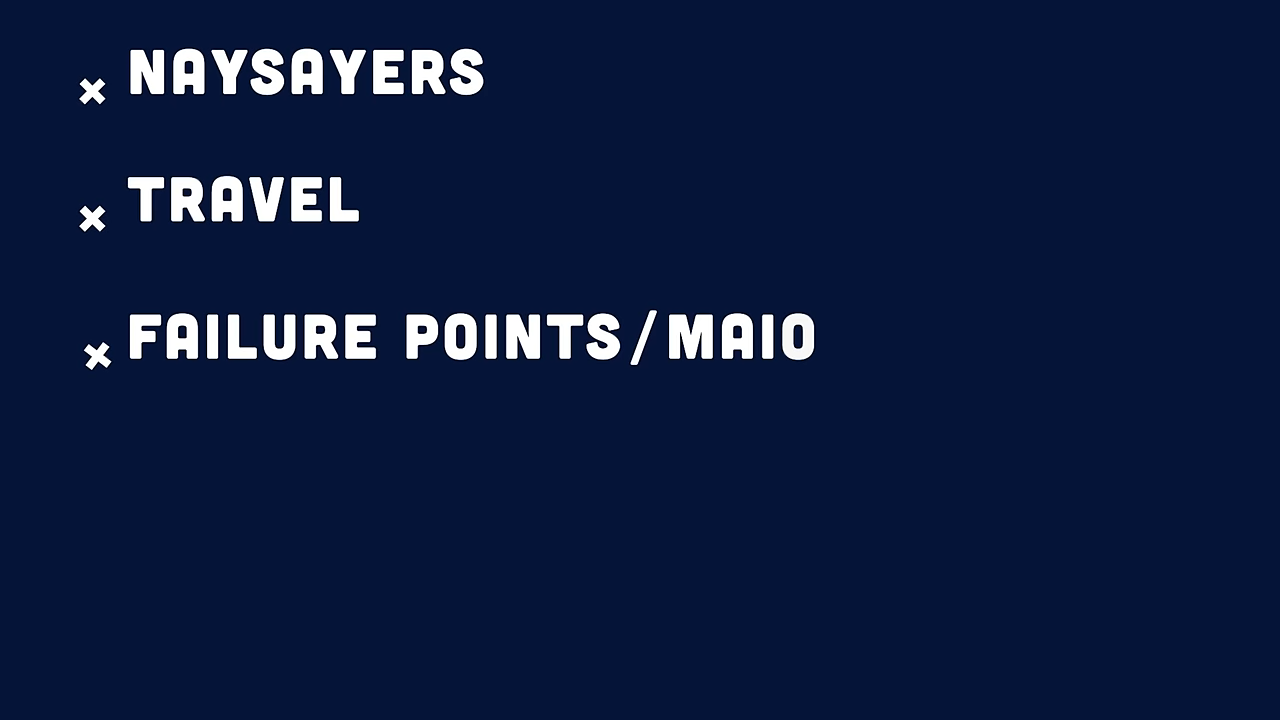 × NAYSAYERS
× TRAVEL
× FAILURE POINTS/MAIO